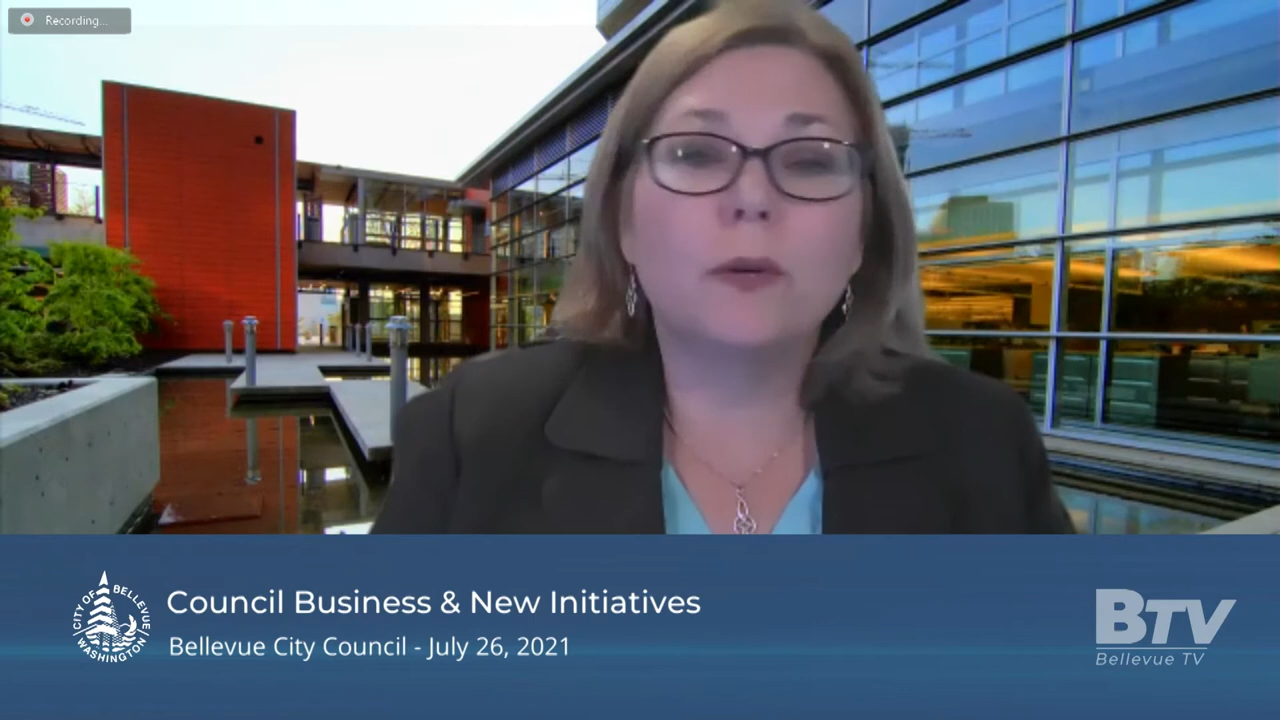 Recording...
Council Business & New Initiatives
Bellevue City Council - July 26, 2021
CITY OF BELLEVUE
WASHINGTON
BTV
Bellevue TV